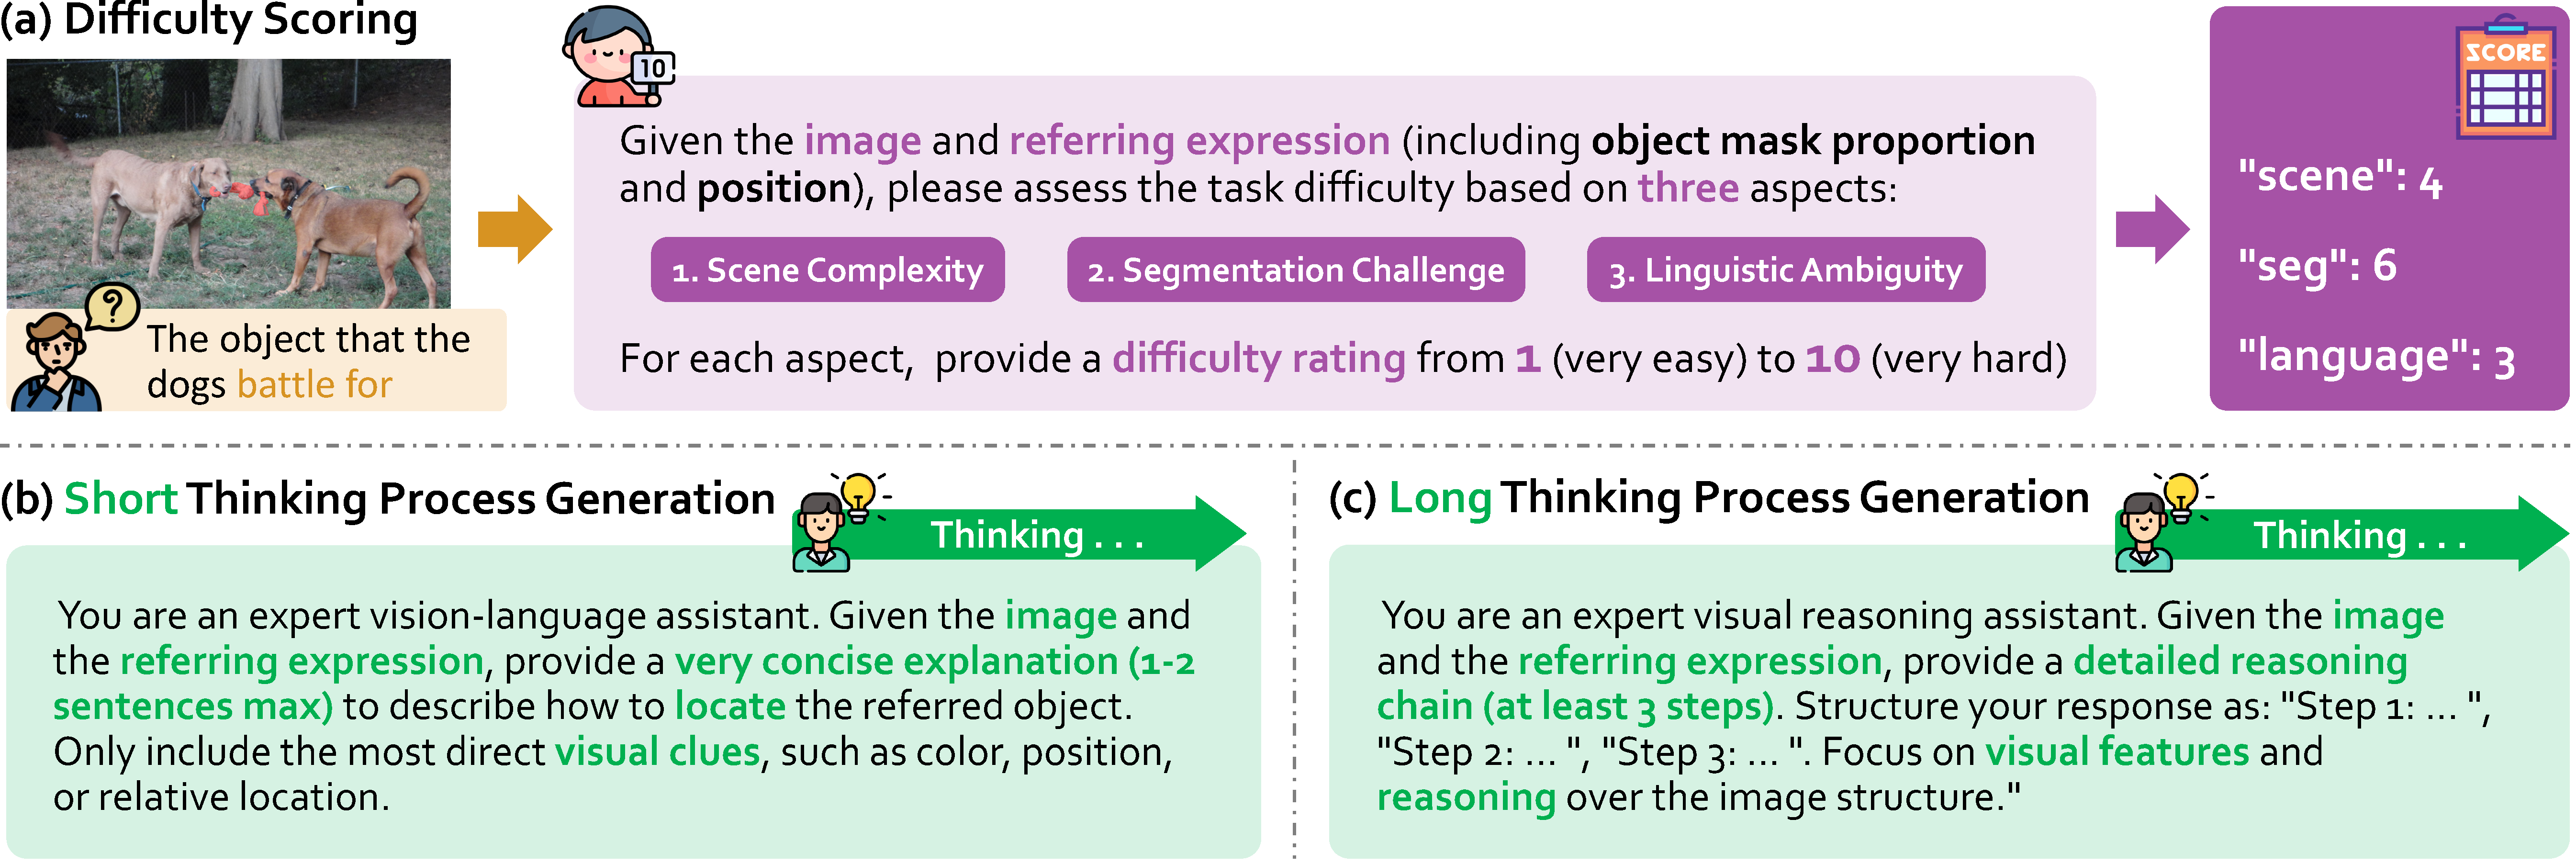 (a) Difficulty Scoring
10
?
The object that the
dogs battle for
Given the image and referring expression (including object mask proportion
and position), please assess the task difficulty based on three aspects:
1. Scene Complexity
2. Segmentation Challenge
3. Linguistic Ambiguity
For each aspect, provide a difficulty rating from 1 (very easy) to 10 (very hard)
SCORE
"scene": 4
"seg": 6
"language": 3
(b) Short Thinking Process Generation
Thinking . . .
You are an expert vision-language assistant. Given the image and
the referring expression, provide a very concise explanation (1-2
sentences max) to describe how to locate the referred object.
Only include the most direct visual clues, such as color, position,
or relative location.
(c) Long Thinking Process Generation
Thinking . . .
You are an expert visual reasoning assistant. Given the image
and the referring expression, provide a detailed reasoning
chain (at least 3 steps). Structure your response as: "Step 1: ... ",
"Step 2: ... ", "Step 3: ... ". Focus on visual features and
reasoning over the image structure."